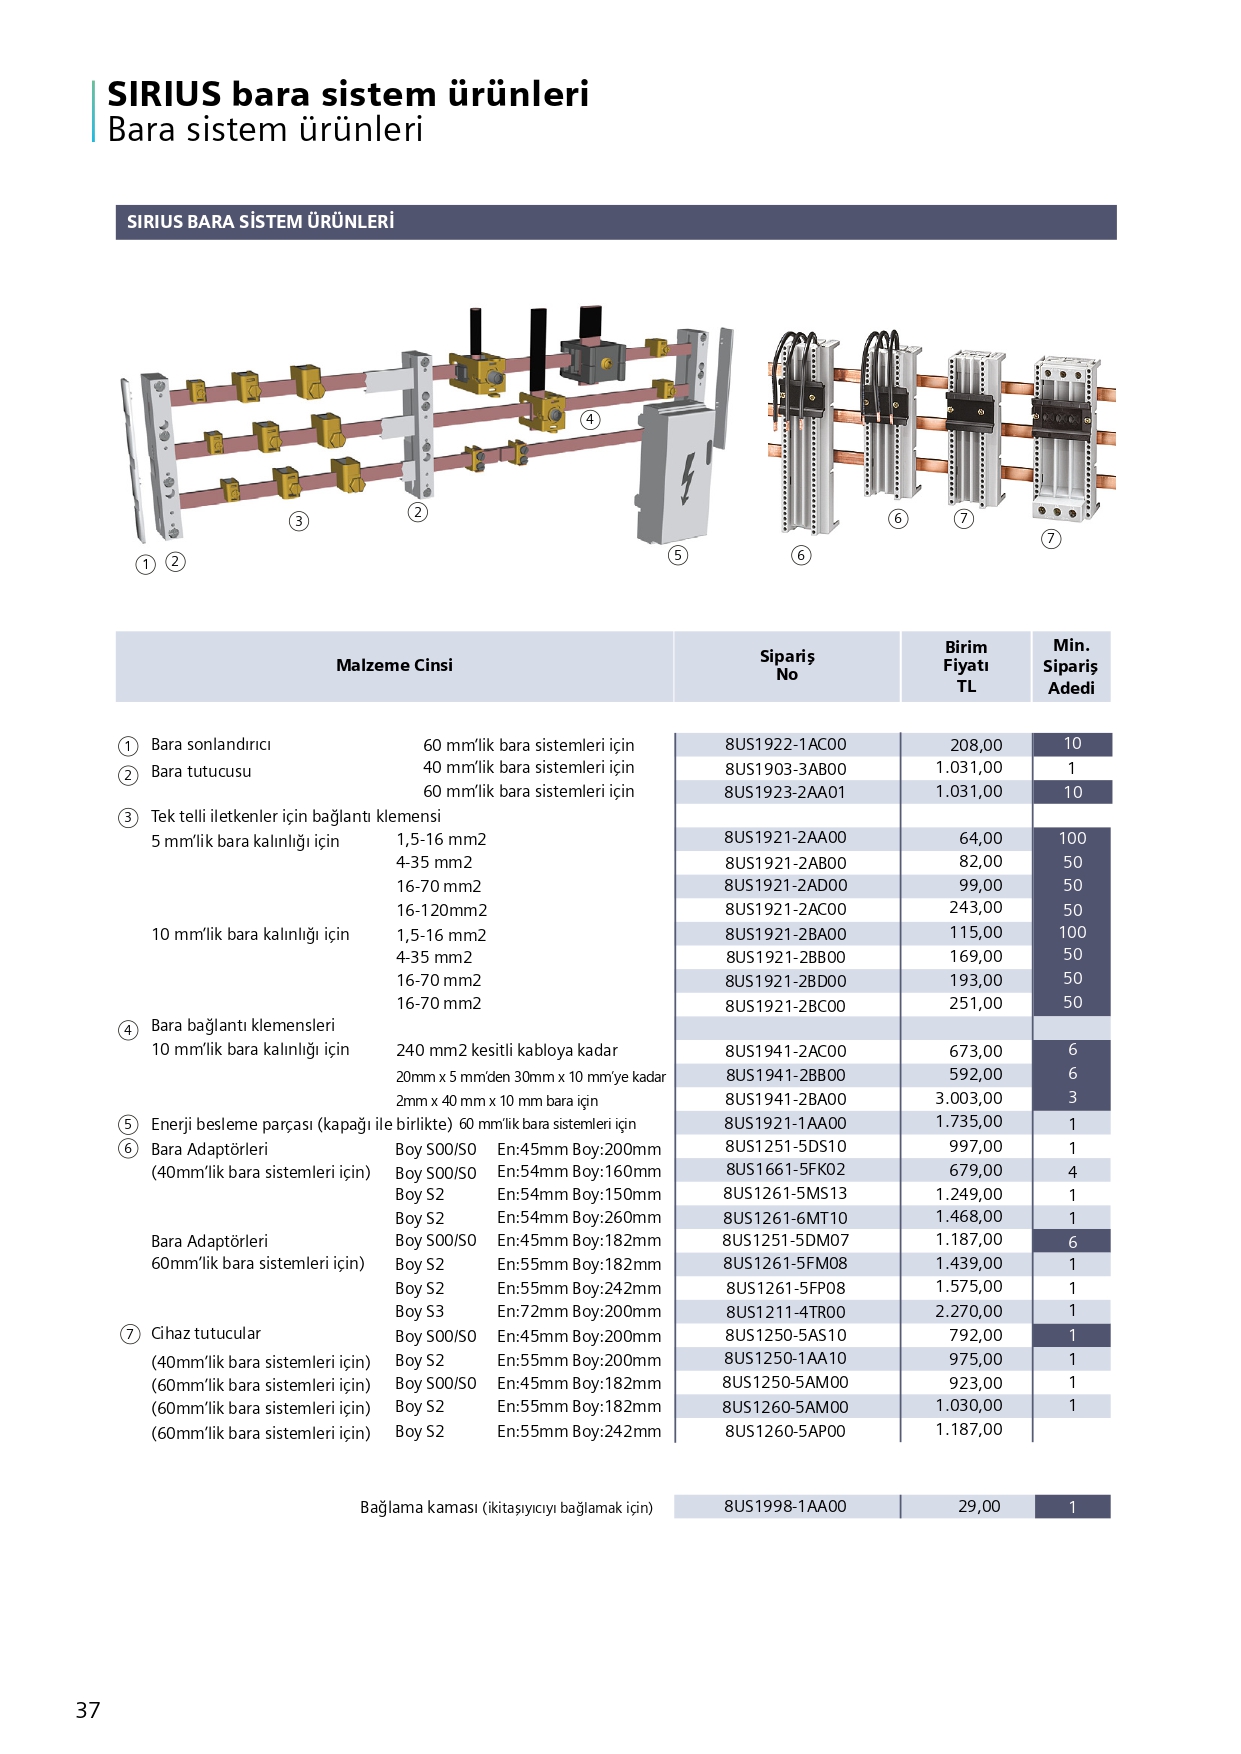 SIRIUS bara sistem ürünleri
Bara sistem ürünleri
SIRIUS BARA SİSTEM ÜRÜNLERİ
4
3
2
6
7
7
1 2
5
6
Malzeme Cinsi Sipariş No Birim Fiyatı TL Min. Sipariş Adedi
1 Bara sonlandırıcı 60 mm'lik bara sistemleri için 8US1922-1AC00 208,00 10
2 Bara tutucusu 40 mm'lik bara sistemleri için 8US1903-3AB00 1.031,00 1
60 mm'lik bara sistemleri için 8US1923-2AA01 1.031,00 10
3 Tek telli iletkenler için bağlantı klemensi
5 mm'lik bara kalınlığı için 1,5-16 mm2 8US1921-2AA00 64,00 100
4-35 mm2 8US1921-2AB00 82,00 50
16-70 mm2 8US1921-2AD00 99,00 50
16-120mm2 8US1921-2AC00 243,00 50
10 mm'lik bara kalınlığı için 1,5-16 mm2 8US1921-2BA00 115,00 100
4-35 mm2 8US1921-2BB00 169,00 50
16-70 mm2 8US1921-2BD00 193,00 50
16-70 mm2 8US1921-2BC00 251,00 50
4 Bara bağlantı klemensleri
10 mm'lik bara kalınlığı için 240 mm2 kesitli kabloya kadar 8US1941-2AC00 673,00 6
20mm x 5 mm'den 30mm x 10 mm'ye kadar 8US1941-2BB00 592,00 6
2mm x 40 mm x 10 mm bara için 8US1941-2BA00 3.003,00 3
5 Enerji besleme parçası (kapağı ile birlikte) 60 mm'lik bara sistemleri için 8US1921-1AA00 1.735,00 1
6 Bara Adaptörleri Boy S00/S0 En:45mm Boy:200mm 8US1251-5DS10 997,00 1
(40mm'lik bara sistemleri için) Boy S00/S0 En:54mm Boy:160mm 8US1661-5FK02 679,00 4
Boy S2 En:54mm Boy:150mm 8US1261-5MS13 1.249,00 1
Boy S2 En:54mm Boy:260mm 8US1261-6MT10 1.468,00 1
Bara Adaptörleri Boy S00/S0 En:45mm Boy:182mm 8US1251-5DM07 1.187,00 6
60mm'lik bara sistemleri için) Boy S2 En:55mm Boy:182mm 8US1261-5FM08 1.439,00 1
Boy S2 En:55mm Boy:242mm 8US1261-5FP08 1.575,00 1
Boy S3 En:72mm Boy:200mm 8US1211-4TR00 2.270,00 1
7 Cihaz tutucular Boy S00/S0 En:45mm Boy:200mm 8US1250-5AS10 792,00 1
(40mm'lik bara sistemleri için) Boy S2 En:55mm Boy:200mm 8US1250-1AA10 975,00 1
(60mm'lik bara sistemleri için) Boy S00/S0 En:45mm Boy:182mm 8US1250-5AM00 923,00 1
(60mm'lik bara sistemleri için) Boy S2 En:55mm Boy:182mm 8US1260-5AM00 1.030,00 1
(60mm'lik bara sistemleri için) Boy S2 En:55mm Boy:242mm 8US1260-5AP00 1.187,00
Bağlama kaması (ikitaşıyıcıyı bağlamak için) 8US1998-1AA00 29,00 1
37